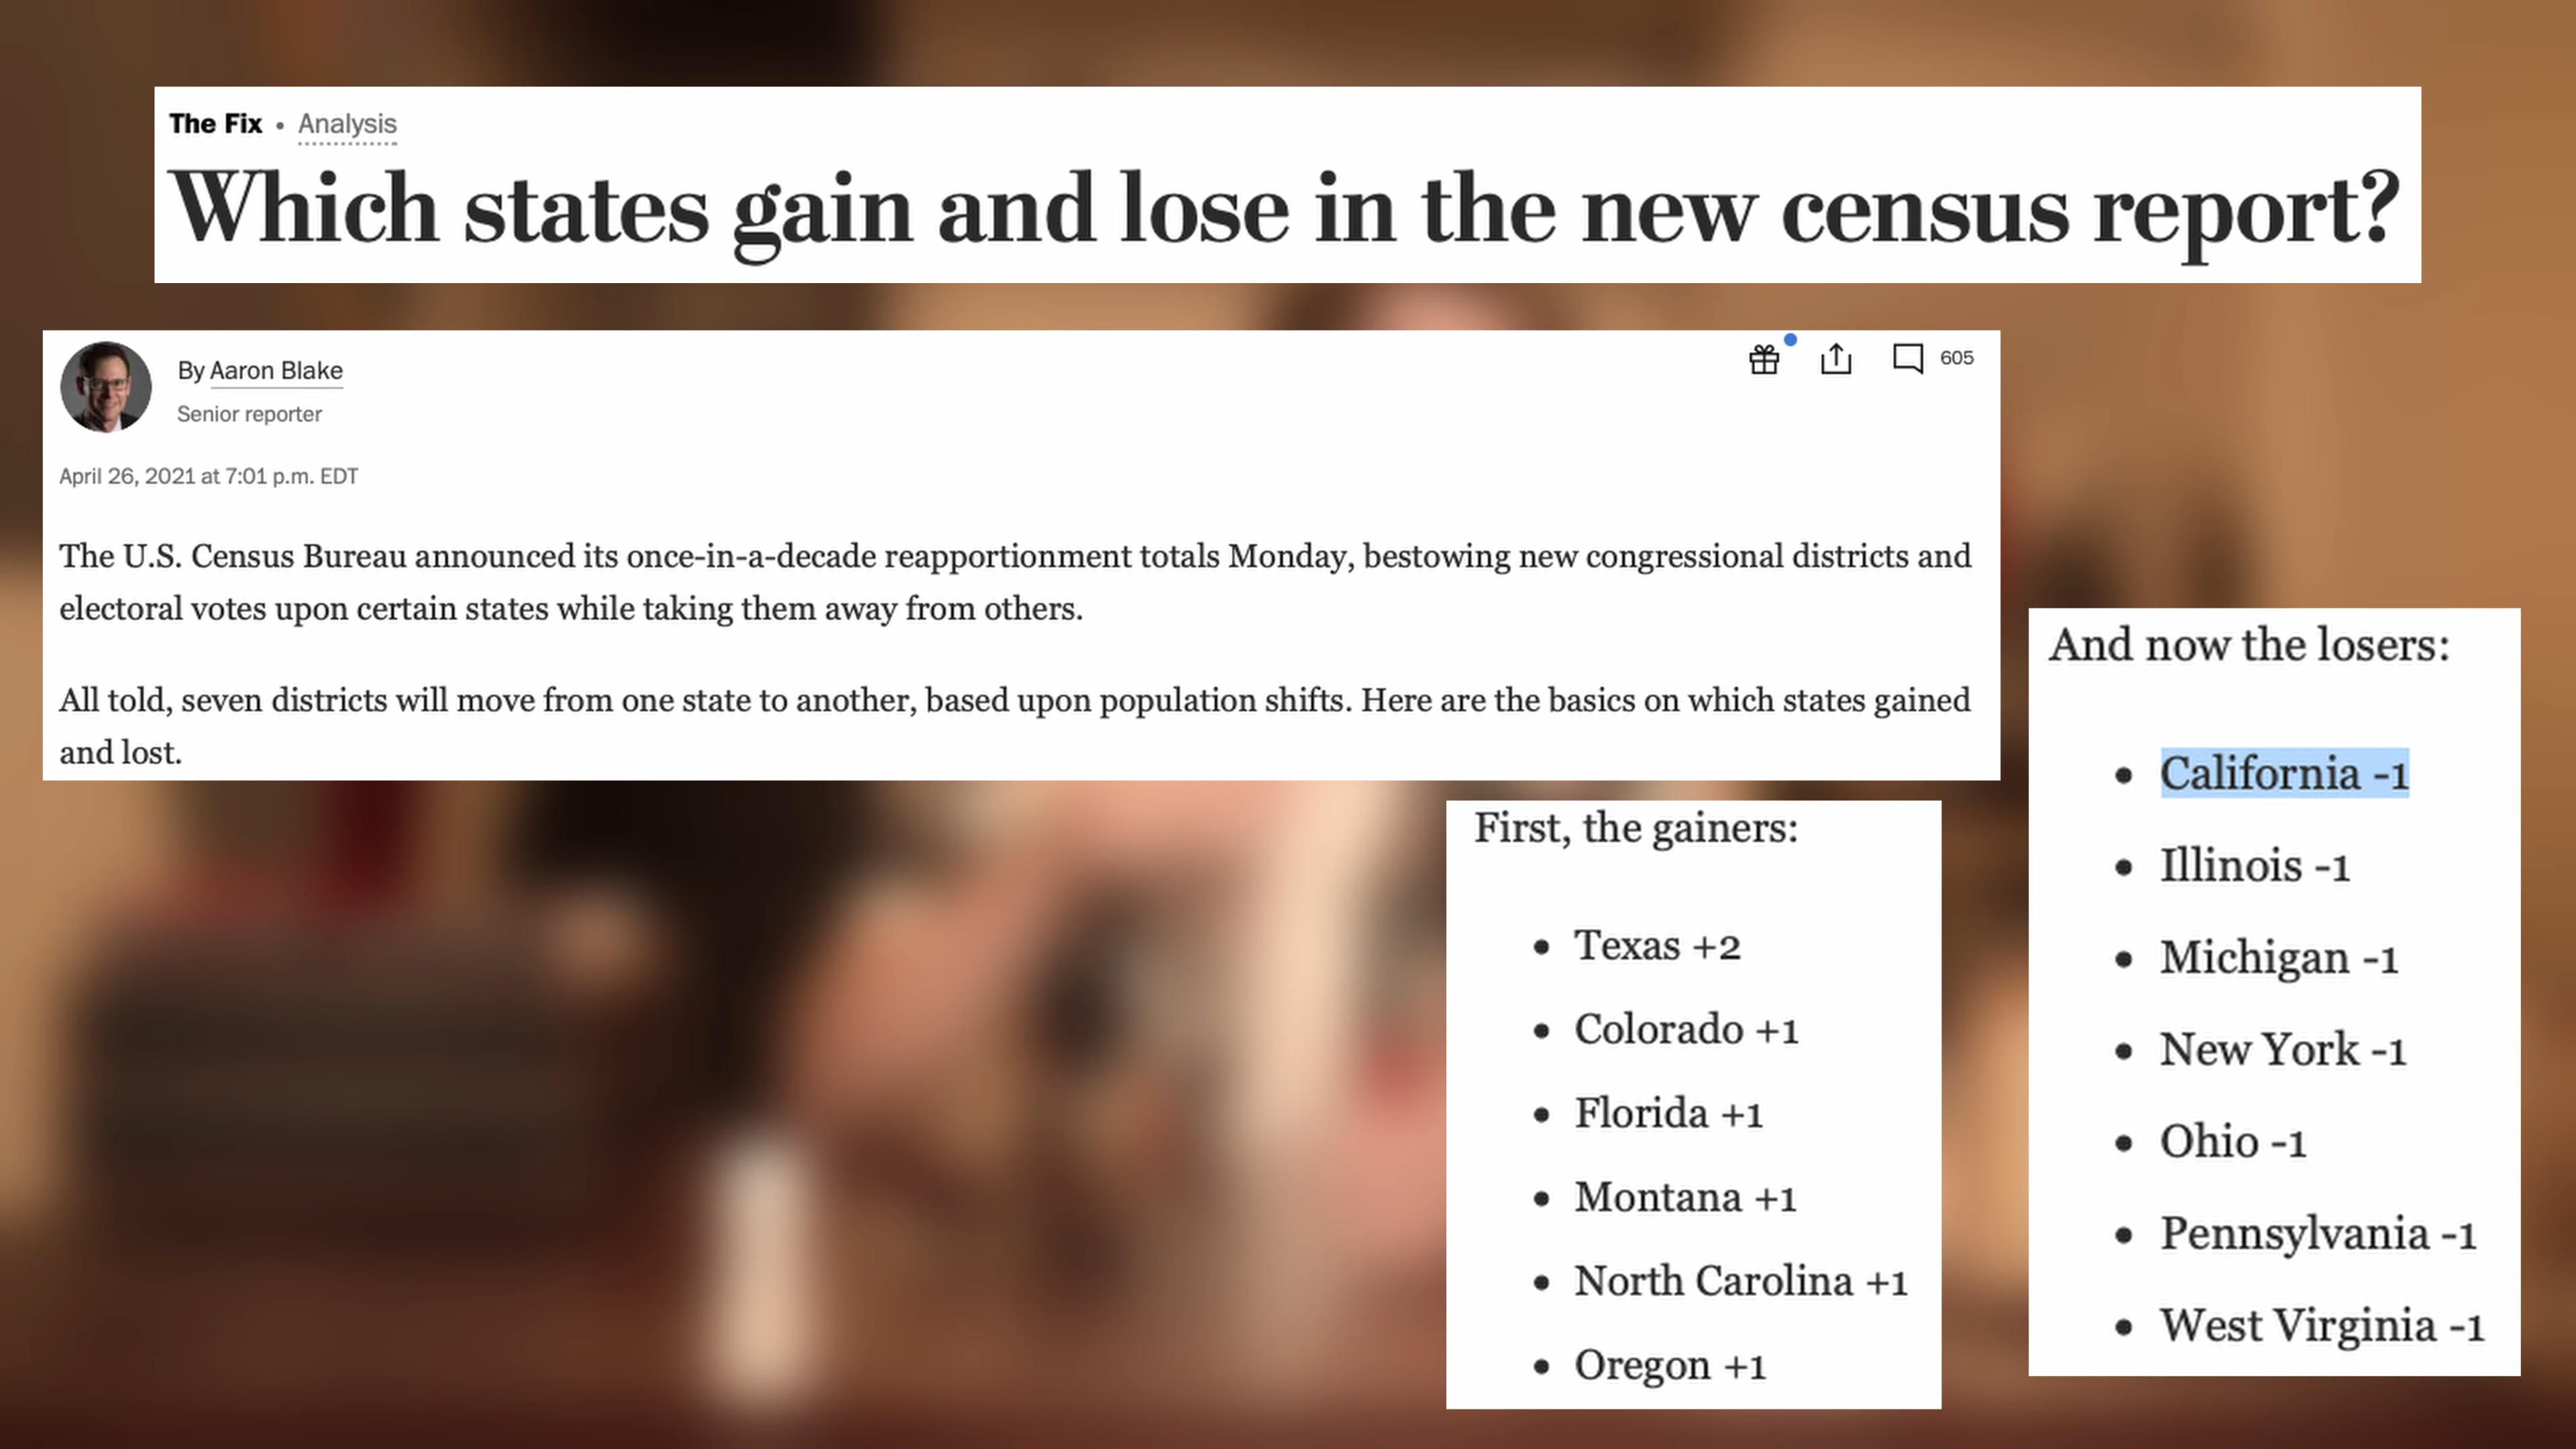 The Fix • Analysis
Which states gain and lose in the new census report?
By Aaron Blake
Senior reporter
605
April 26, 2021 at 7:01 p.m. EDT
The U.S. Census Bureau announced its once-in-a-decade reapportionment totals Monday, bestowing new congressional districts and
electoral votes upon certain states while taking them away from others.
All told, seven districts will move from one state to another, based upon population shifts. Here are the basics on which states gained
and lost.
First, the gainers:
• Texas +2
• Colorado +1
• Florida +1
• Montana +1
• North Carolina +1
• Oregon +1
And now the losers:
• California -1
• Illinois -1
• Michigan -1
• New York -1
• Ohio -1
• Pennsylvania -1
• West Virginia -1